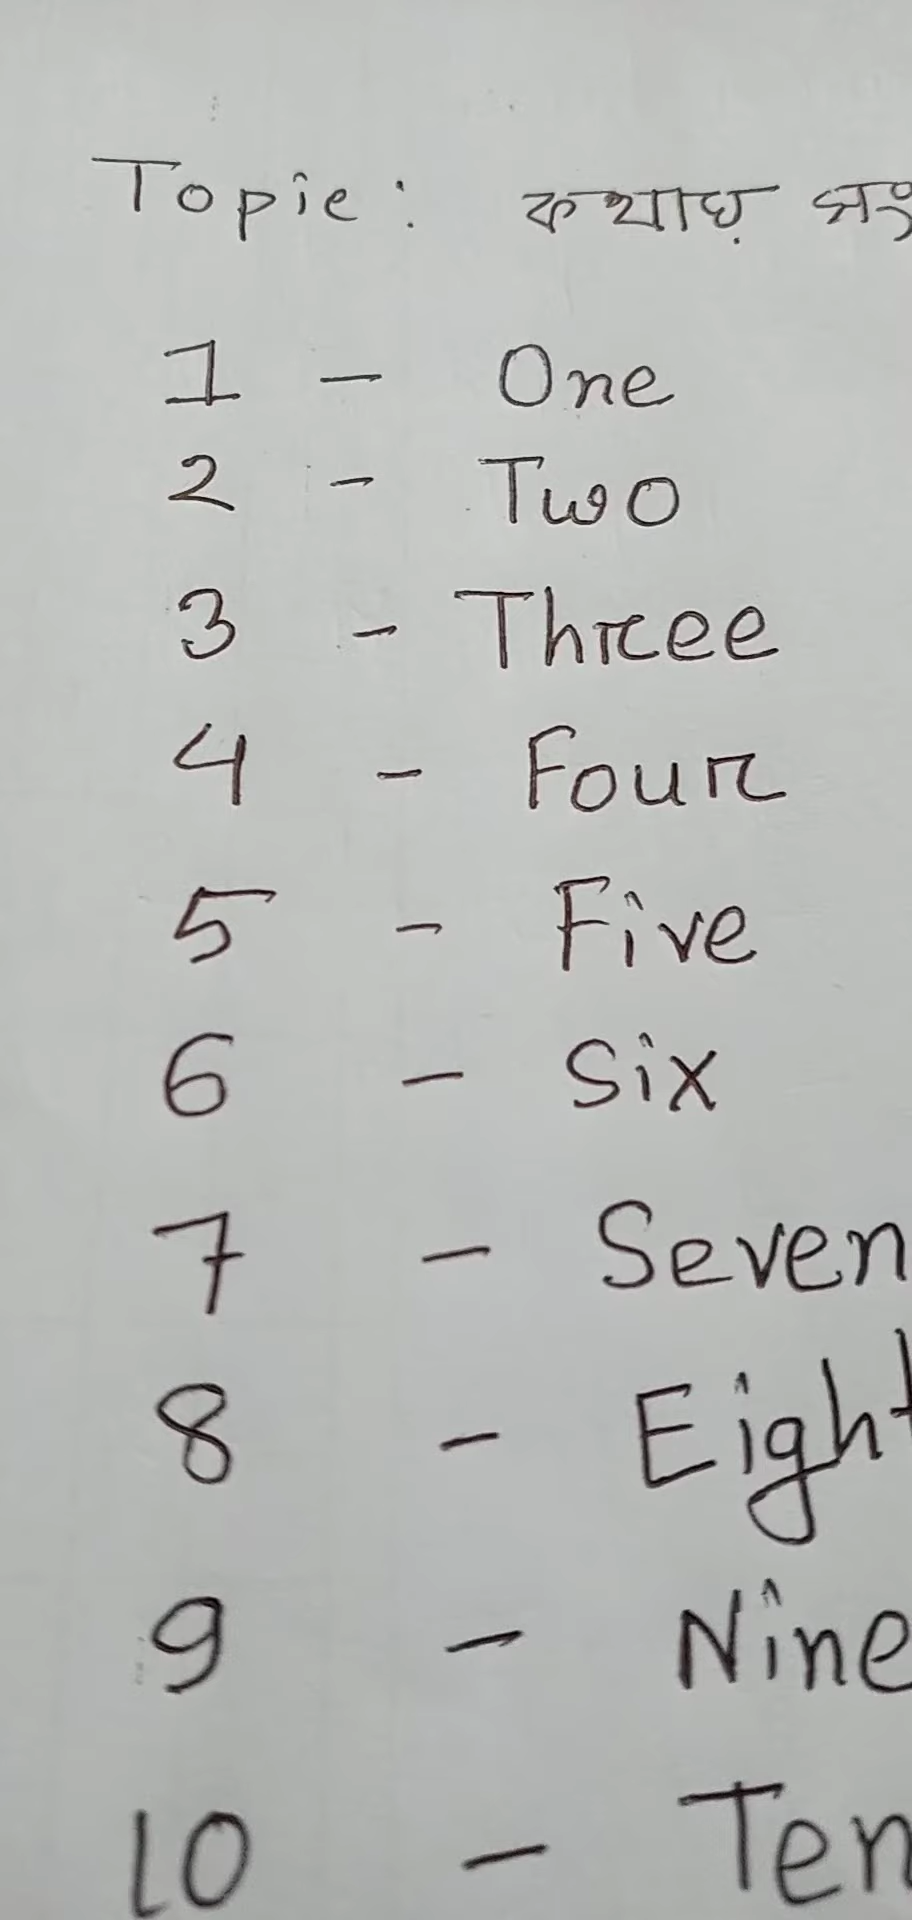 Topic: কথায় সং
1 - One
2 - Two
3 - Three
4 - Four
5 - Five
6 - Six
7 - Seven
8 - Eight
9 - Nine
10 - Ten